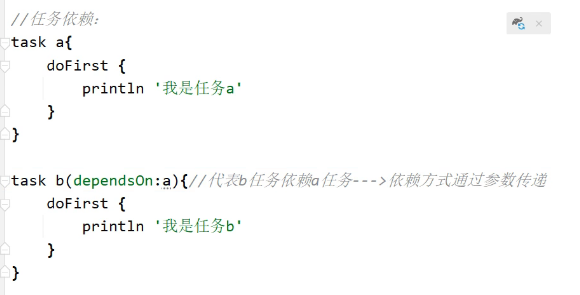 //任务依赖：
task a{
    doFirst {
        println '我是任务a'
    }
}

task b(dependsOn:a){//代表b任务依赖a任务--->依赖方式通过参数传递
    doFirst {
        println '我是任务b'
    }
}